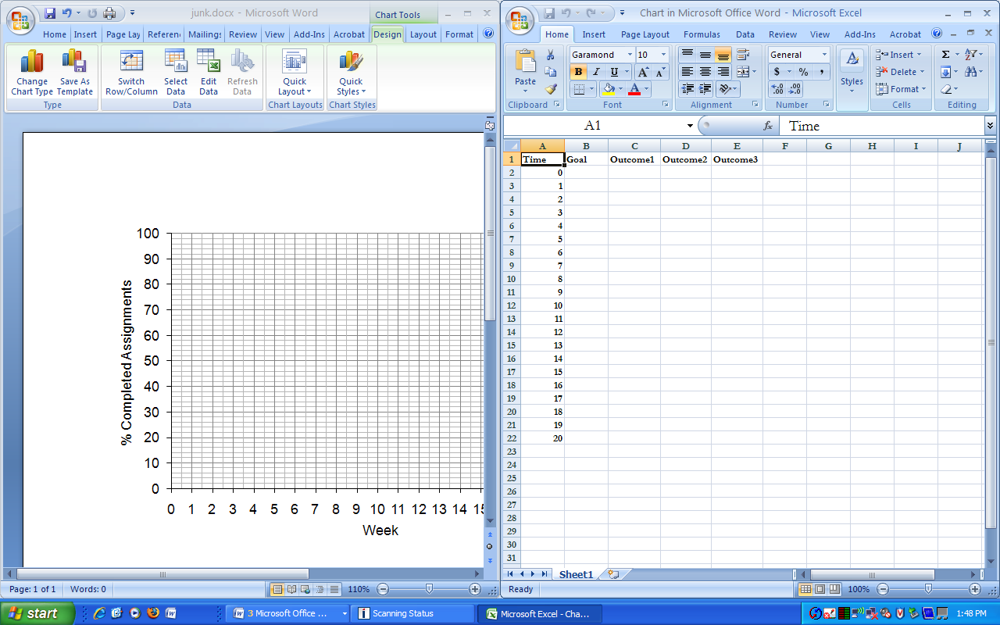 junk.docx - Microsoft Word
Chart Tools
Home Insert Page Lay Referen Mailings Review View Add-Ins Acrobat Design Layout Format
Change Chart Type
Save As Template
Type
Switch Row/Column
Select Data
Edit Data
Refresh Data
Data
Quick Layout
Chart Layouts
Quick Styles
Chart Styles
100
90
80
70
60
50
40
30
20
10
0
% Completed Assignments
0 1 2 3 4 5 6 7 8 9 10 11 12 13 14 15
Week
Page: 1 of 1 Words: 0 110%
Chart in Microsoft Office Word - Microsoft Excel
Home Insert Page Layout Formulas Data Review View Add-Ins Acrobat
Paste
Clipboard
Garamond 10
B I U A A
A
Font
Alignment
General
$ % ,
.00 .0
Number
A
Styles
Insert
Delete
Format
Cells
Σ
Editing
A1 fx Time
A B C D E F G H I J
1 Time Goal Outcome1 Outcome2 Outcome3
2 0
3 1
4 2
5 3
6 4
7 5
8 6
9 7
10 8
11 9
12 10
13 11
14 12
15 13
16 14
17 15
18 16
19 17
20 18
21 19
22 20
23
24
25
26
27
28
29
30
31
Sheet1
Ready 100%
start 3 Microsoft Office ... Scanning Status Microsoft Excel - Cha... 1:48 PM